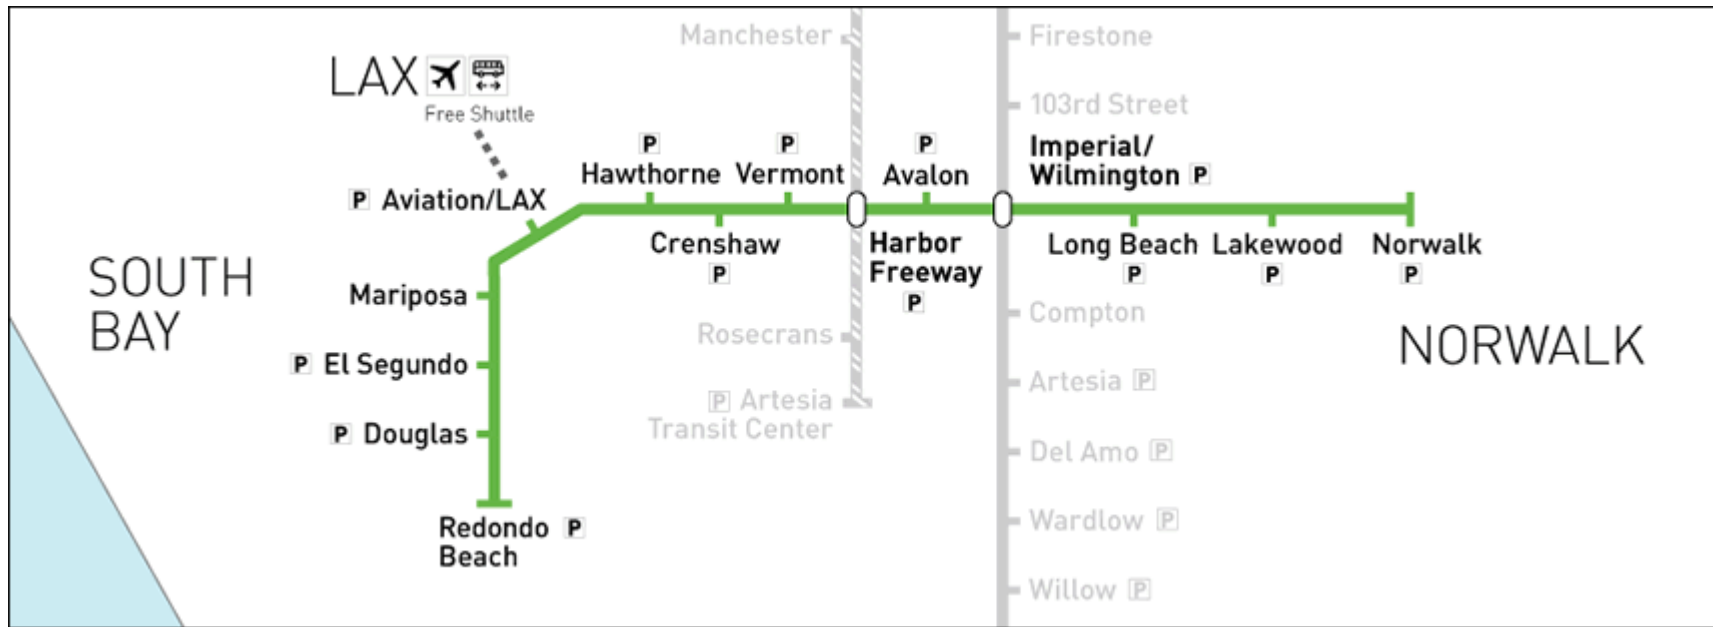 Manchester
Firestone
LAX
Free Shuttle
103rd Street
P
P
P
Imperial/
Wilmington P
Hawthorne
Vermont
Avalon
P Aviation/LAX
Crenshaw
P
Harbor
Freeway
P
Long Beach
P
Lakewood
P
Norwalk
P
SOUTH
BAY
Mariposa
Compton
Rosecrans
NORWALK
P El Segundo
Artesia P
P Artesia
Transit Center
P Douglas
Del Amo P
Redondo P
Beach
Wardlow P
Willow P